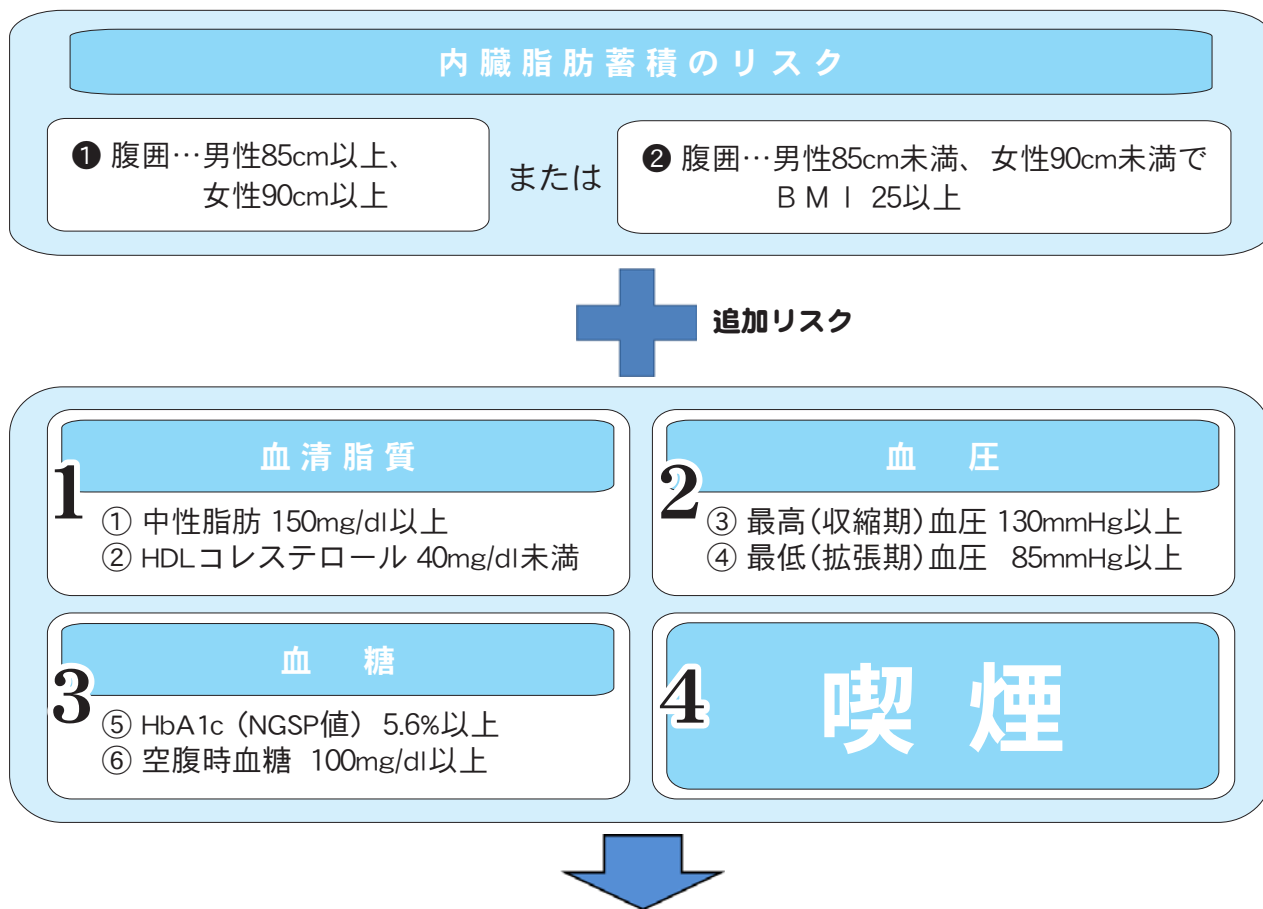 内臓脂肪蓄積のリスク
❶ 腹囲…男性85cm以上、
女性90cm以上
または
❷ 腹囲…男性85cm未満、女性90cm未満で
ＢＭＩ 25以上
追加リスク
1
血清脂質
① 中性脂肪 150mg/dl以上
② HDLコレステロール 40mg/dl未満
2
血 圧
③ 最高（収縮期）血圧 130mmHg以上
④ 最低（拡張期）血圧 85mmHg以上
3
血 糖
⑤ HbA1c（NGSP値） 5.6%以上
⑥ 空腹時血糖 100mg/dl以上
4
喫煙